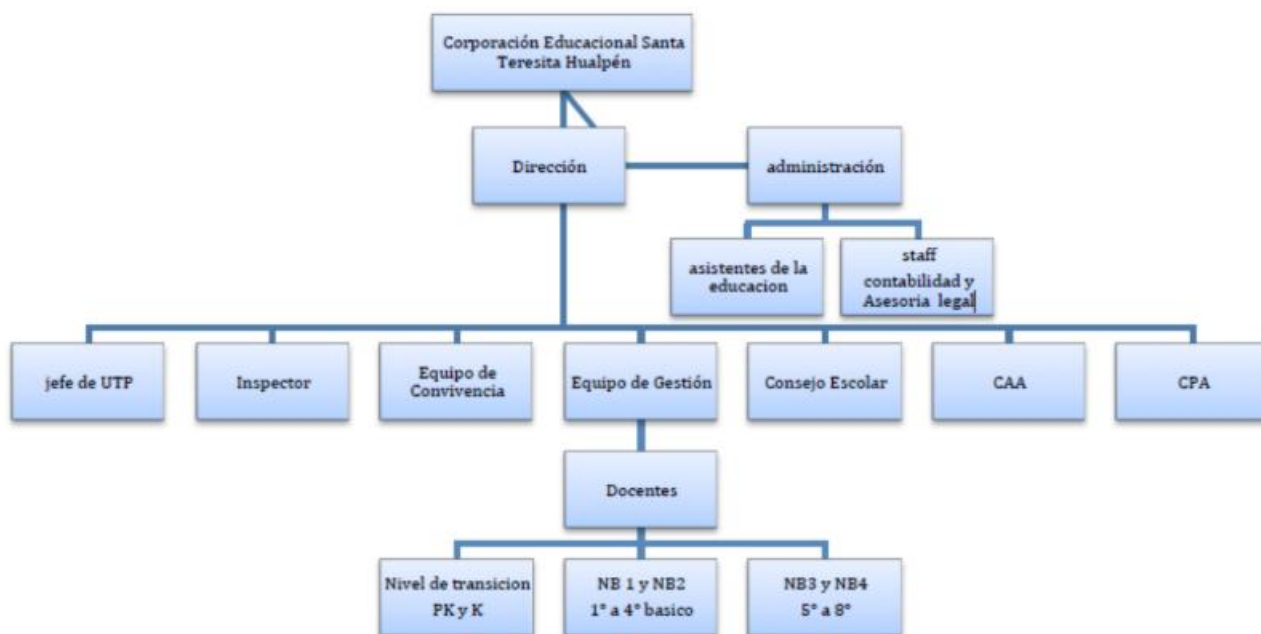 Corporación Educacional Santa
Teresita Hualpén
Dirección
administración
asistentes de la
educacion
staff
contabilidad y
Asesoria legal
jefe de UTP
Inspector
Equipo de
Convivencia
Equipo de Gestión
Consejo Escolar
CAA
CPA
Docentes
Nivel de transicion
PK y K
NB 1 y NB2
1° a 4° basico
NB3 y NB4
5° a 8°